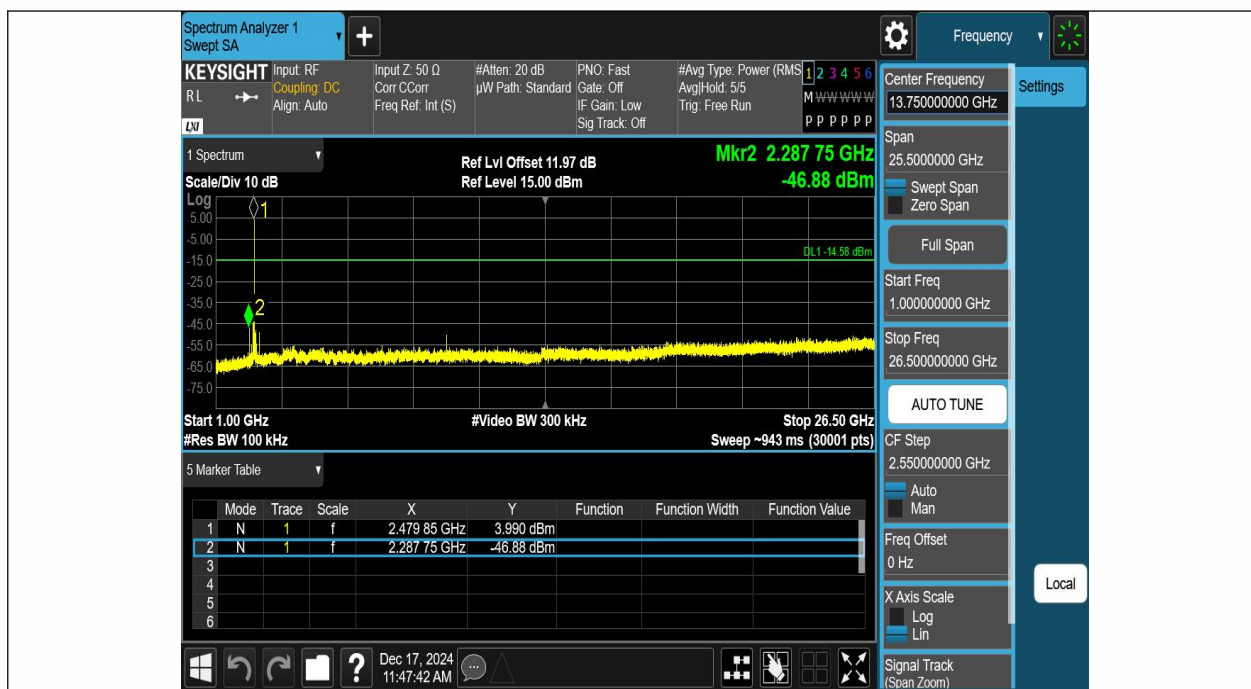 Spectrum Analyzer 1
Swept SA
+
Frequency
KEYSIGHT
RL
LXI
Input: RF
Coupling: DC
Align: Auto
Input Z: 50 Ω
Corr CCorr
Freq Ref: Int (S)
#Atten: 20 dB
µW Path: Standard
PNO: Fast
Gate: Off
IF Gain: Low
Sig Track: Off
#Avg Type: Power (RMS
Avg|Hold: 5/5
Trig: Free Run
1 2 3 4 5 6
M W W W W W
P P P P P P
1 Spectrum
Ref Lvl Offset 11.97 dB
Mkr2 2.287 75 GHz
Scale/Div 10 dB
Ref Level 15.00 dBm
-46.88 dBm
Log
1
5.00
-5.00
DL1 -14.58 dBm
-15.0
-25.0
-35.0
2
-45.0
-55.0
-65.0
-75.0
Start 1.00 GHz
#Video BW 300 kHz
Stop 26.50 GHz
#Res BW 100 kHz
Sweep ~943 ms (30001 pts)
5 Marker Table
Mode Trace Scale X Y Function Function Width Function Value
1 N 1 f 2.479 85 GHz 3.990 dBm
2 N 1 f 2.287 75 GHz -46.88 dBm
3
4
5
6
?
Dec 17, 2024
11:47:42 AM
Center Frequency
13.750000000 GHz
Settings
Span
25.5000000 GHz
Swept Span
Zero Span
Full Span
Start Freq
1.000000000 GHz
Stop Freq
26.500000000 GHz
AUTO TUNE
CF Step
2.550000000 GHz
Auto
Man
Freq Offset
0 Hz
Local
X Axis Scale
Log
Lin
Signal Track
(Span Zoom)